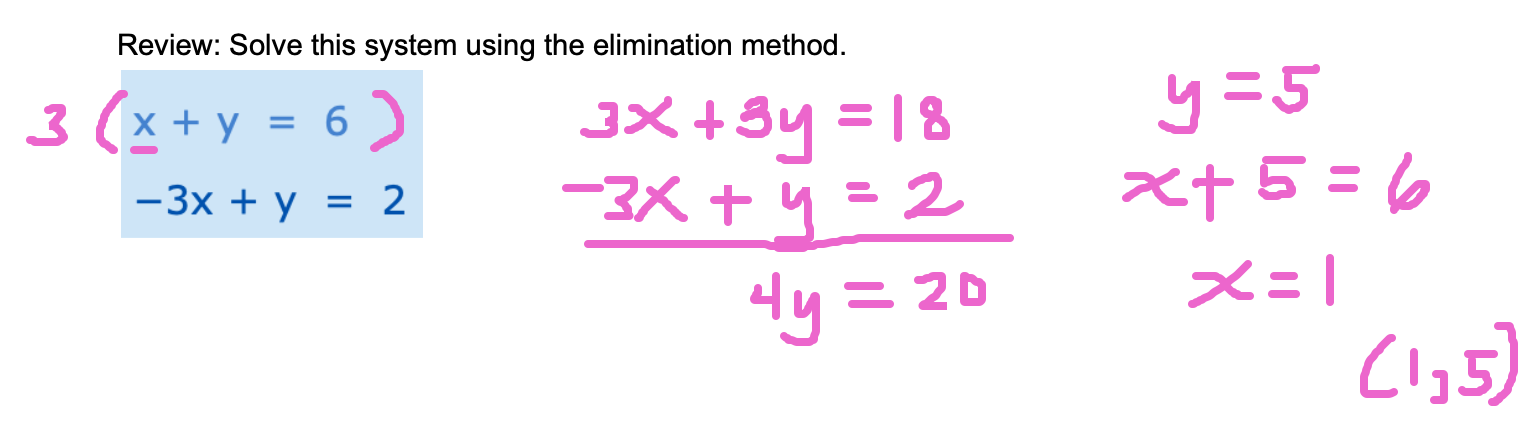 Review: Solve this system using the elimination method.
3 (x + y = 6)
−3x + y = 2
3x + 3y = 18
−3x + y = 2
4y = 20
y = 5
x + 5 = 6
x = 1
(1,5)